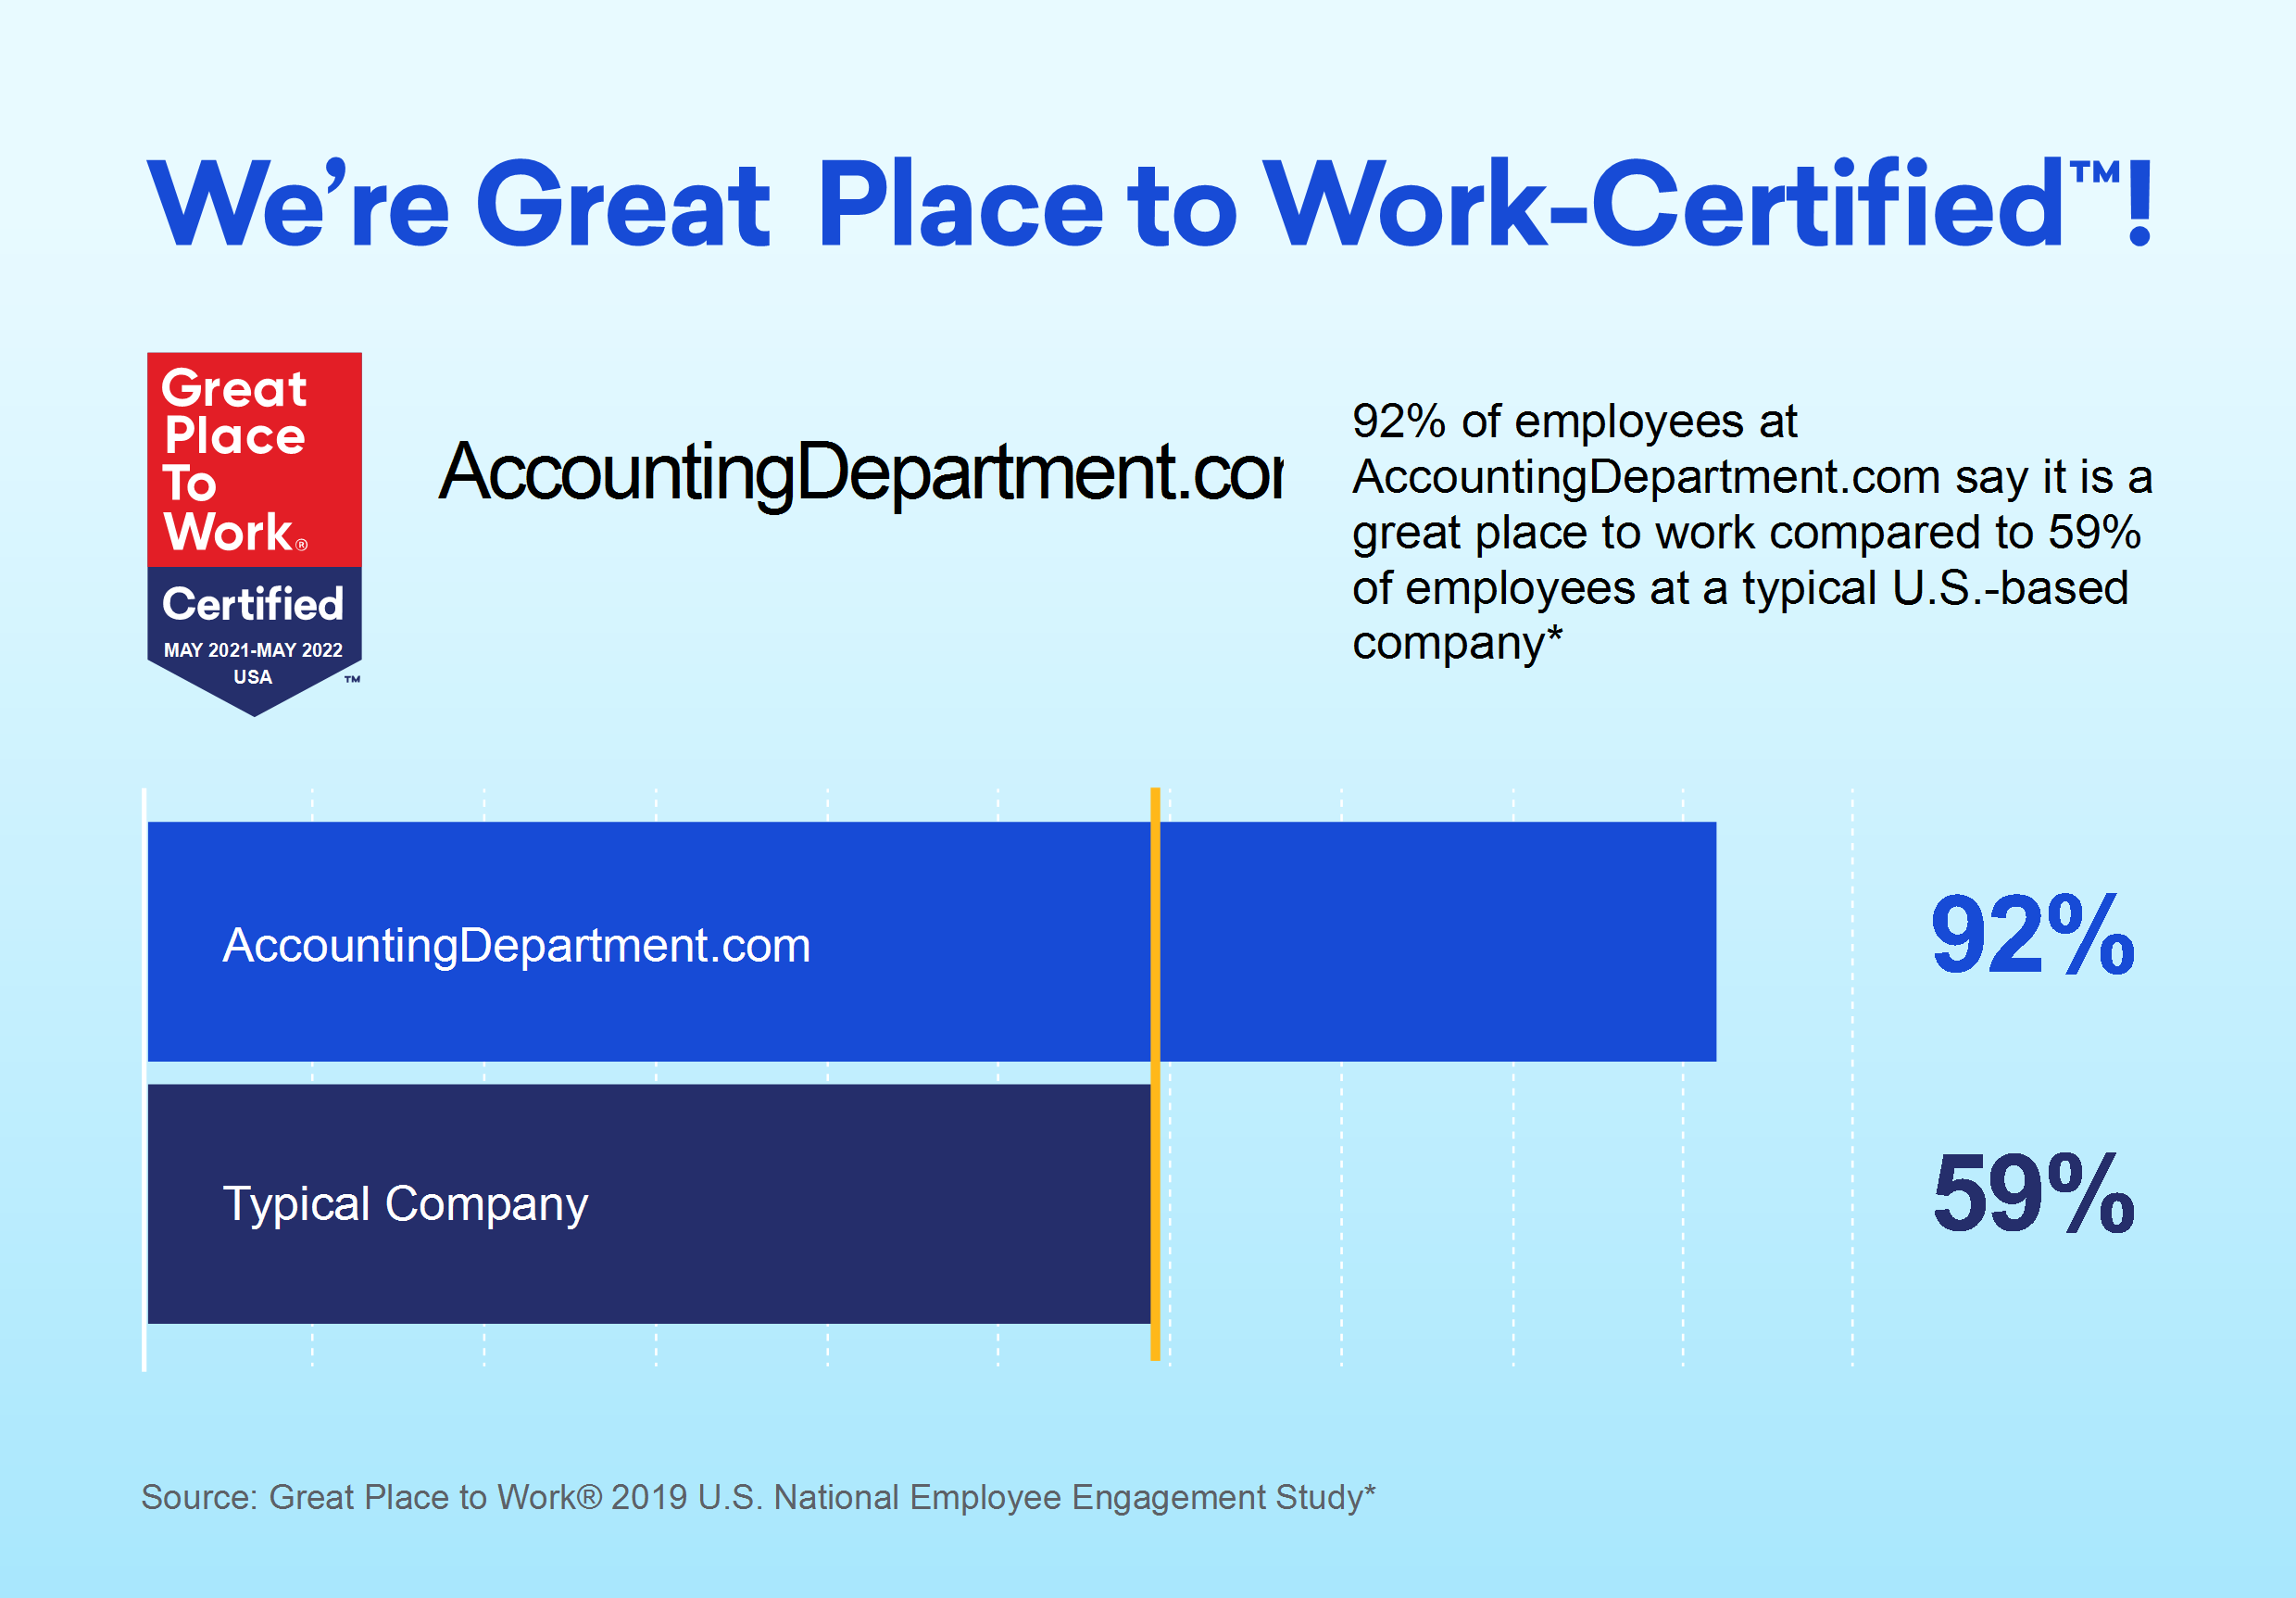 We're Great Place to Work-Certified™!
Great
Place
To
Work®
Certified
MAY 2021-MAY 2022
USA
™
AccountingDepartment.cor
92% of employees at
AccountingDepartment.com say it is a
great place to work compared to 59%
of employees at a typical U.S.-based
company*
AccountingDepartment.com
92%
Typical Company
59%
Source: Great Place to Work® 2019 U.S. National Employee Engagement Study*